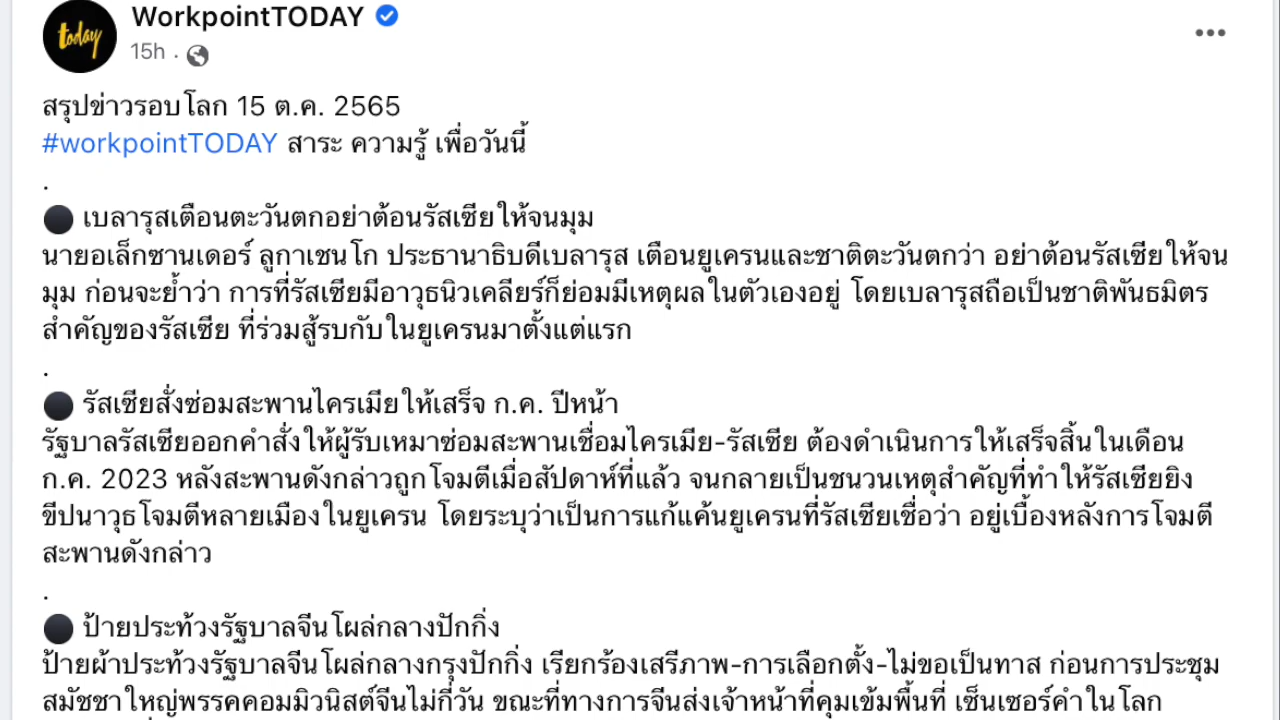 today
WorkpointTODAY
15h ·
สรุปข่าวรอบโลก 15 ต.ค. 2565
#workpointTODAY สาระ ความรู้ เพื่อวันนี้
.
เบลารุสเตือนตะวันตกอย่าต้อนรัสเซียให้จนมุม
นายอเล็กซานเดอร์ ลูกาเชนโก ประธานาธิบดีเบลารุส เตือนยูเครนและชาติตะวันตกว่า อย่าต้อนรัสเซียให้จน
มุม ก่อนจะย้ำว่า การที่รัสเซียมีอาวุธนิวเคลียร์ก็ย่อมมีเหตุผลในตัวเองอยู่ โดยเบลารุสถือเป็นชาติพันธมิตร
สำคัญของรัสเซีย ที่ร่วมสู้รบกับในยูเครนมาตั้งแต่แรก
.
รัสเซียสั่งซ่อมสะพานไครเมียให้เสร็จ ก.ค. ปีหน้า
รัฐบาลรัสเซียออกคำสั่งให้ผู้รับเหมาซ่อมสะพานเชื่อมไครเมีย-รัสเซีย ต้องดำเนินการให้เสร็จสิ้นในเดือน
ก.ค. 2023 หลังสะพานดังกล่าวถูกโจมตีเมื่อสัปดาห์ที่แล้ว จนกลายเป็นชนวนเหตุสำคัญที่ทำให้รัสเซียยิง
ขีปนาวุธโจมตีหลายเมืองในยูเครน โดยระบุว่าเป็นการแก้แค้นยูเครนที่รัสเซียเชื่อว่า อยู่เบื้องหลังการโจมตี
สะพานดังกล่าว
.
ป้ายประท้วงรัฐบาลจีนโผล่กลางปักกิ่ง
ป้ายผ้าประท้วงรัฐบาลจีนโผล่กลางกรุงปักกิ่ง เรียกร้องเสรีภาพ-การเลือกตั้ง-ไม่ขอเป็นทาส ก่อนการประชุม
สมัชชาใหญ่พรรคคอมมิวนิสต์จีนไม่กี่วัน ขณะที่ทางการจีนส่งเจ้าหน้าที่คุมเข้มพื้นที่ เซ็นเซอร์คำในโลก